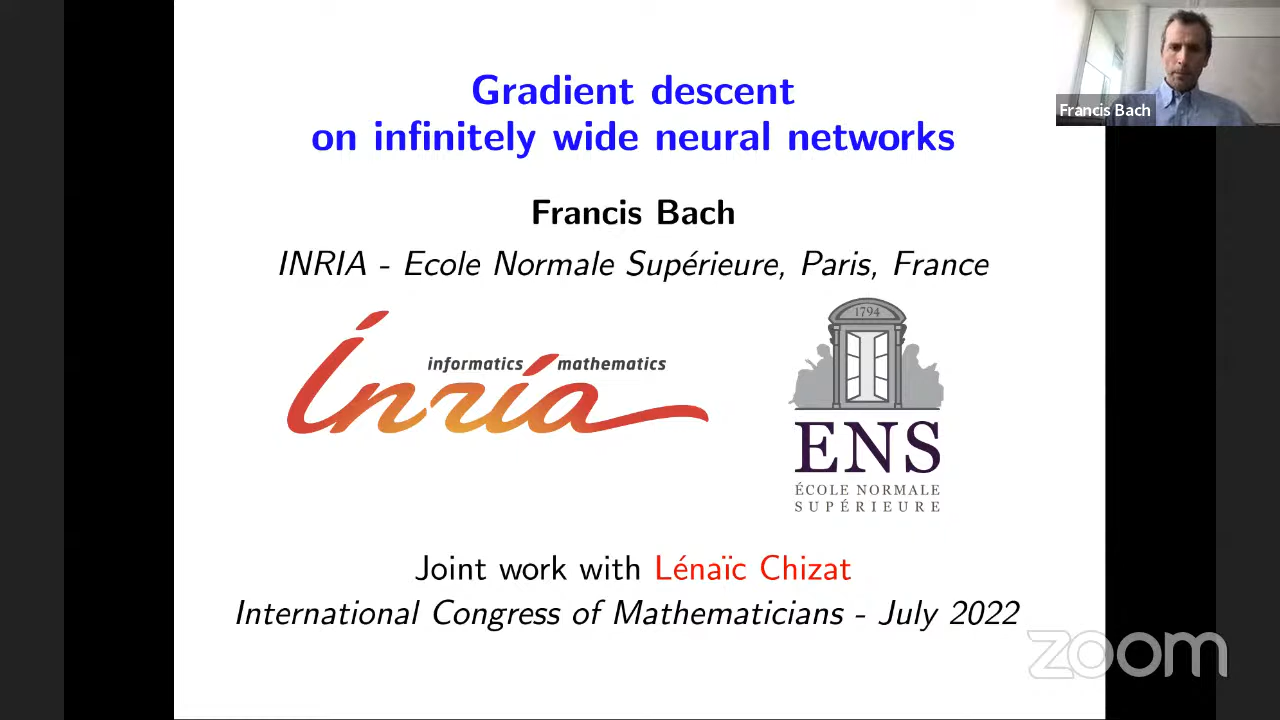 Gradient descent
on infinitely wide neural networks
Francis Bach
Francis Bach
INRIA - Ecole Normale Supérieure, Paris, France
1794
informatics mathematics
inria
ENS
ÉCOLE NORMALE
SUPÉRIEURE
Joint work with Lénaïc Chizat
International Congress of Mathematicians - July 2022
zoom